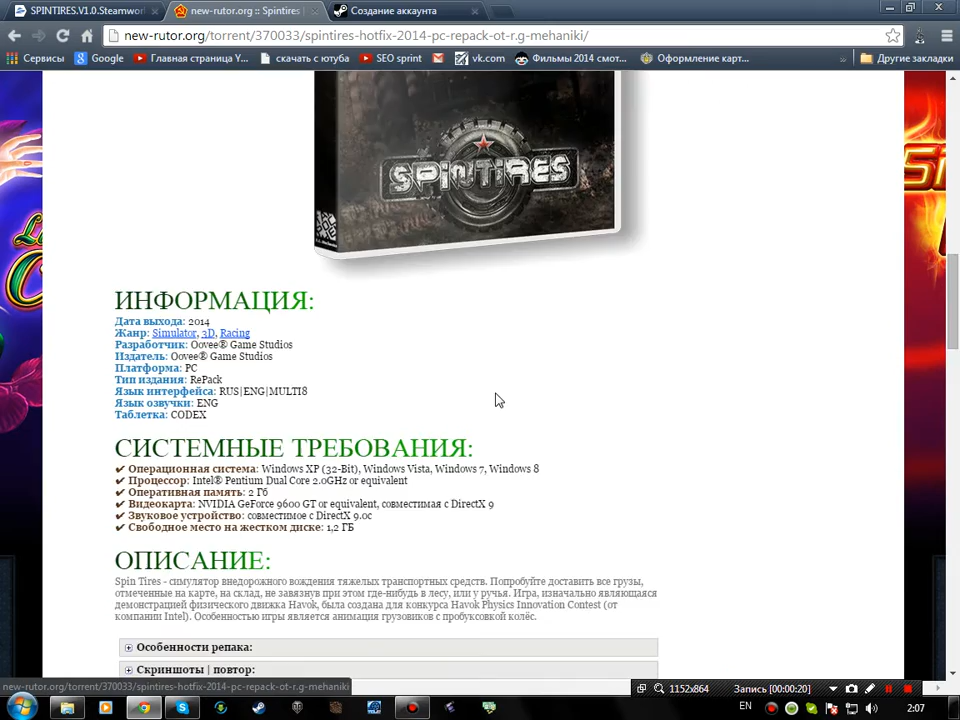 SPINTIRES.V1.0.Steamwor
new-rutor.org :: Spintires
Создание аккаунта
new-rutor.org/torrent/370033/spintires-hotfix-2014-pc-repack-ot-r.g-mehaniki/
Сервисы
Google
Главная страница Y...
скачать с ютуба
SEO sprint
vk.com
Фильмы 2014 смот...
Оформление карт...
»
Другие закладки
SPINTIRES
ИНФОРМАЦИЯ:
Дата выхода: 2014
Жанр: Simulator, 3D, Racing
Разработчик: Oovee® Game Studios
Издатель: Oovee® Game Studios
Платформа: PC
Тип издания: RePack
Язык интерфейса: RUS|ENG|MULTI8
Язык озвучки: ENG
Таблетка: CODEX
СИСТЕМНЫЕ ТРЕБОВАНИЯ:
✔ Операционная система: Windows XP (32-Bit), Windows Vista, Windows 7, Windows 8
✔ Процессор: Intel® Pentium Dual Core 2.0GHz or equivalent
✔ Оперативная память: 2 Гб
✔ Видеокарта: NVIDIA GeForce 9600 GT or equivalent, совместимая с DirectX 9
✔ Звуковое устройство: совместимое с DirectX 9.0с
✔ Свободное место на жестком диске: 1,2 ГБ
ОПИСАНИЕ:
Spin Tires - симулятор внедорожного вождения тяжелых транспортных средств. Попробуйте доставить все грузы,
отмеченные на карте, на склад, не завязнув при этом где-нибудь в лесу, или у ручья. Игра, изначально являющаяся
демонстрацией физического движка Havok, была создана для конкурса Havok Physics Innovation Contest (от
компании Intel). Особенностью игры является анимация грузовиков с пробуксовкой колёс.
Особенности репака:
Скриншоты | повтор:
new-rutor.org/torrent/370033/spintires-hotfix-2014-pc-repack-ot-r.g-mehaniki
1152x864
Запись [00:00:20]
EN
2:07